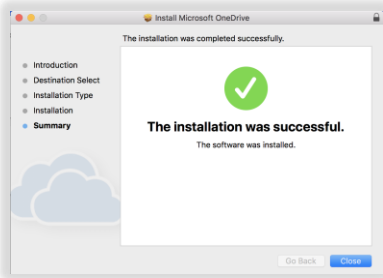 Install Microsoft OneDrive
The installation was completed successfully.
Introduction
Destination Select
Installation Type
Installation
Summary
The installation was successful.
The software was installed.
Go Back
Close